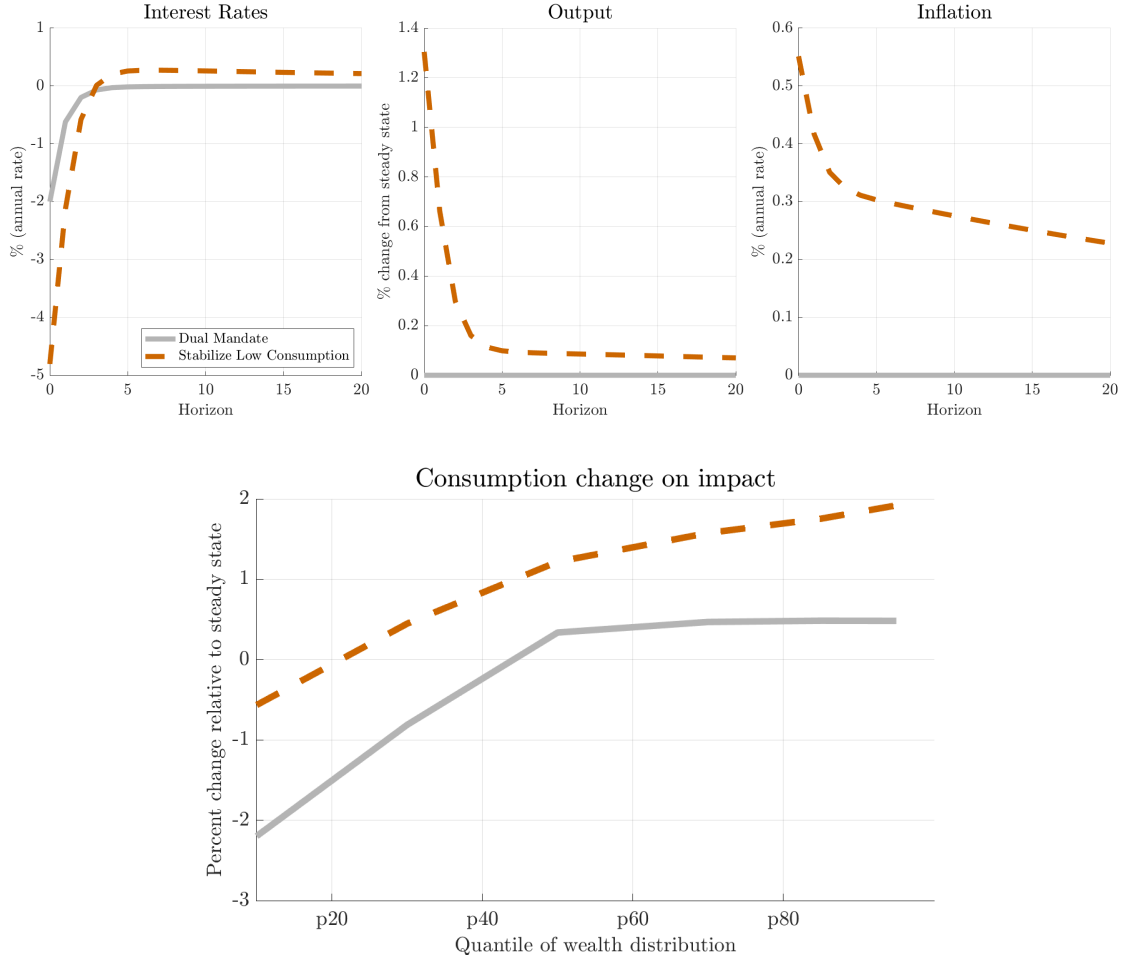 Interest Rates
% (annual rate)
1
0
-1
-2
-3
-4
-5
0
5
10
15
20
Horizon
Dual Mandate
Stabilize Low Consumption
Output
% change from steady state
1.4
1.2
1
0.8
0.6
0.4
0.2
0
0
5
10
15
20
Horizon
Inflation
% (annual rate)
0.6
0.5
0.4
0.3
0.2
0.1
0
0
5
10
15
20
Horizon
Consumption change on impact
Percent change relative to steady state
2
1
0
-1
-2
-3
p20
p40
p60
p80
Quantile of wealth distribution